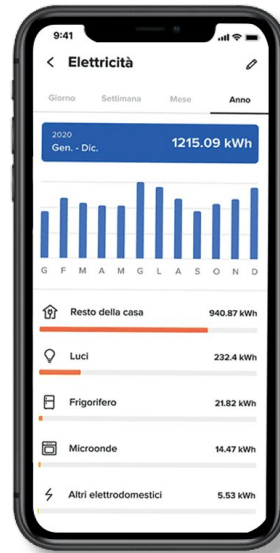 9:41
Elettricità
Giorno Settimana Mese Anno
2020
Gen. - Dic.
1215.09 kWh
G F M A M G L A S O N D
Resto della casa 940.87 kWh
Luci 232.4 kWh
Frigorifero 21.82 kWh
Microonde 14.47 kWh
Altri elettrodomestici 5.53 kWh